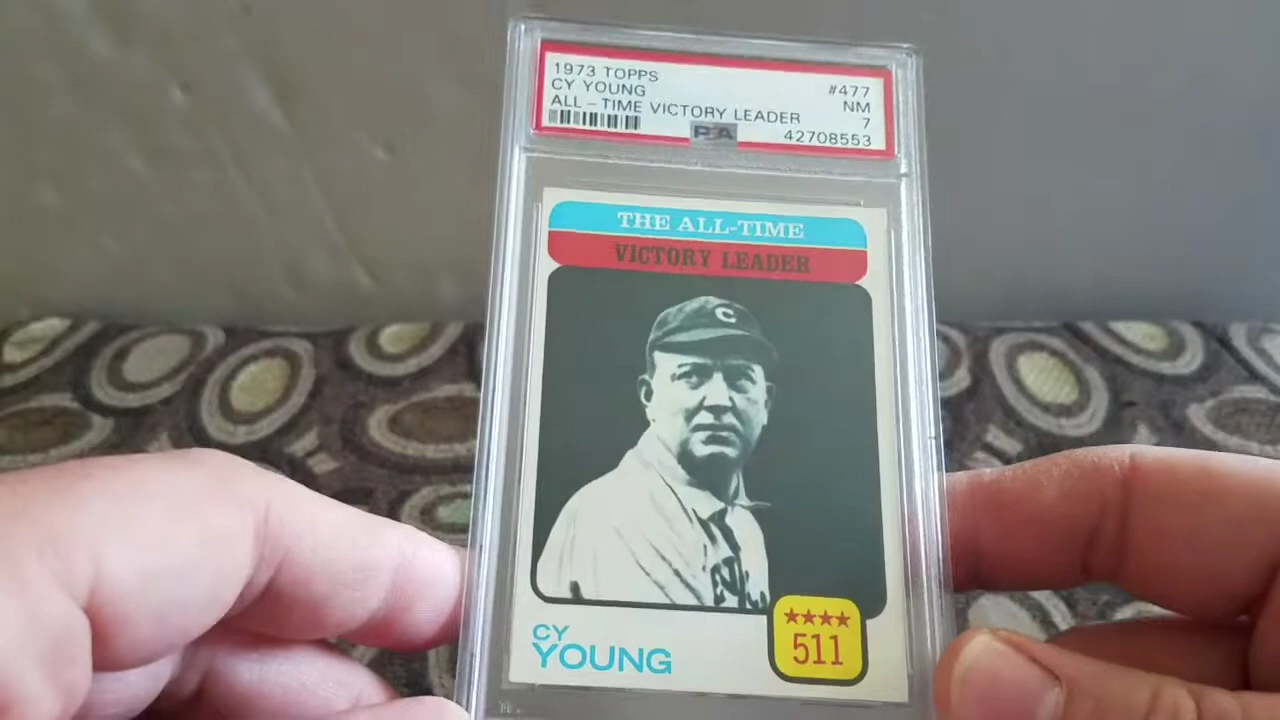 1973 TOPPS #477
CY YOUNG NM
ALL-TIME VICTORY LEADER 7
PSA 42708553
THE ALL-TIME
VICTORY LEADER
C
CY
YOUNG
511